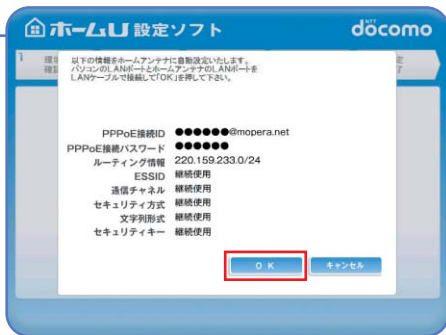 ホームU 設定ソフト
NTT docomo
1 環
確認
定
了
以下の情報をホームアンテナに自動設定いたします。
パソコンのLANポートとホームアンテナのLANポートを
LANケーブルで接続して「OK」を押して下さい。
PPPoE接続ID ●●●●●●@mopera.net
PPPoE接続パスワード ●●●●●●
ルーティング情報 220.159.233.0/24
ESSID 継続使用
通信チャネル 継続使用
セキュリティ方式 継続使用
文字列形式 継続使用
セキュリティキー 継続使用
OK キャンセル